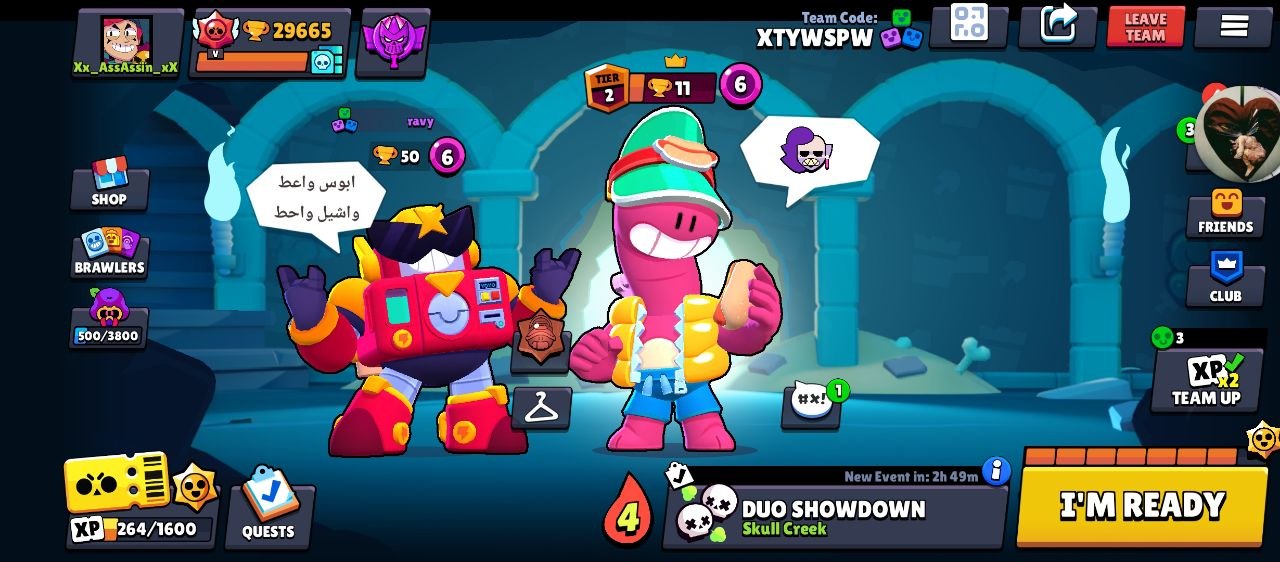 Xx_AssAssin_xX
V
29665
Team Code:
XTYWSPW
LEAVE
TEAM
TIER
2
11
6
ravy
50
6
ابوس واعط
واشيل واحط
3
SHOP
BRAWLERS
500/3800
FRIENDS
CLUB
3
XP
x2
TEAM UP
#x!
1
XP
264/1600
QUESTS
4
New Event in: 2h 49m
i
DUO SHOWDOWN
Skull Creek
I'M READY